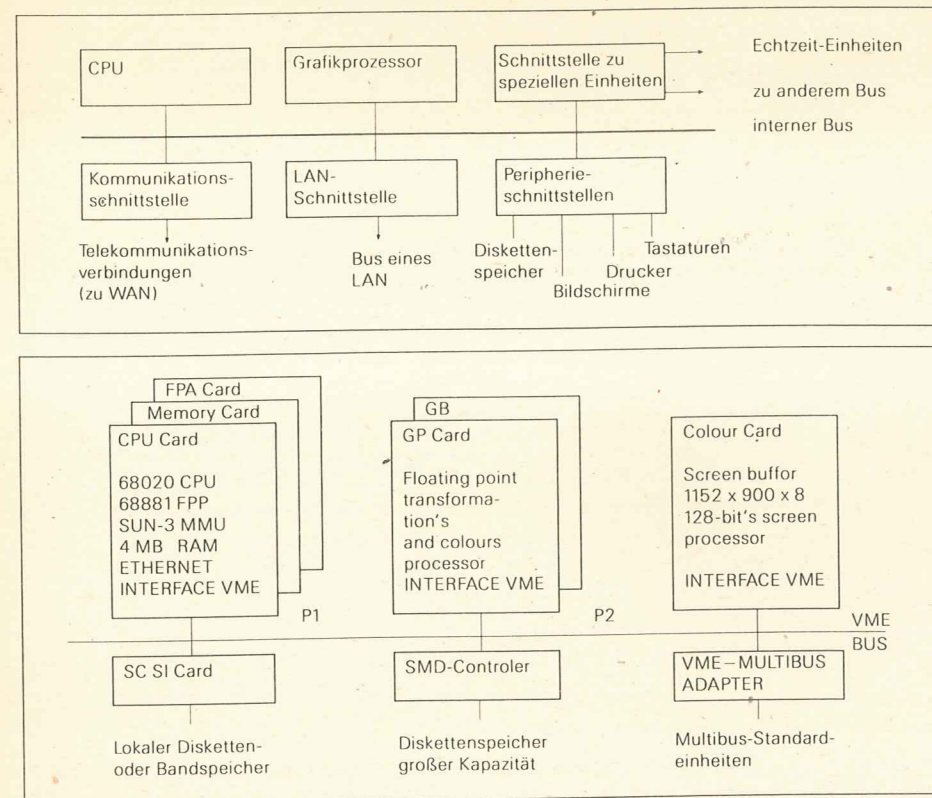 CPU
Grafikprozessor
Schnittstelle zu
speziellen Einheiten
Echtzeit-Einheiten
zu anderem Bus
interner Bus
Kommunikations-
schnittstelle
LAN-
Schnittstelle
Peripherie-
schnittstellen
Telekommunikations-
verbindungen
(zu WAN)
Bus eines
LAN
Disketten-
speicher
Bildschirme
Drucker
Tastaturen
FPA Card
Memory Card
CPU Card
68020 CPU
68881 FPP
SUN-3 MMU
4 MB RAM
ETHERNET
INTERFACE VME
GB
GP Card
Floating point
transforma-
tion's
and colours
processor
INTERFACE VME
Colour Card
Screen buffor
1152 x 900 x 8
128-bit's screen
processor
INTERFACE VME
P1
P2
VME
BUS
SC SI Card
SMD-Controler
VME–MULTIBUS
ADAPTER
Lokaler Disketten-
oder Bandspeicher
Diskettenspeicher
großer Kapazität
Multibus-Standard-
einheiten